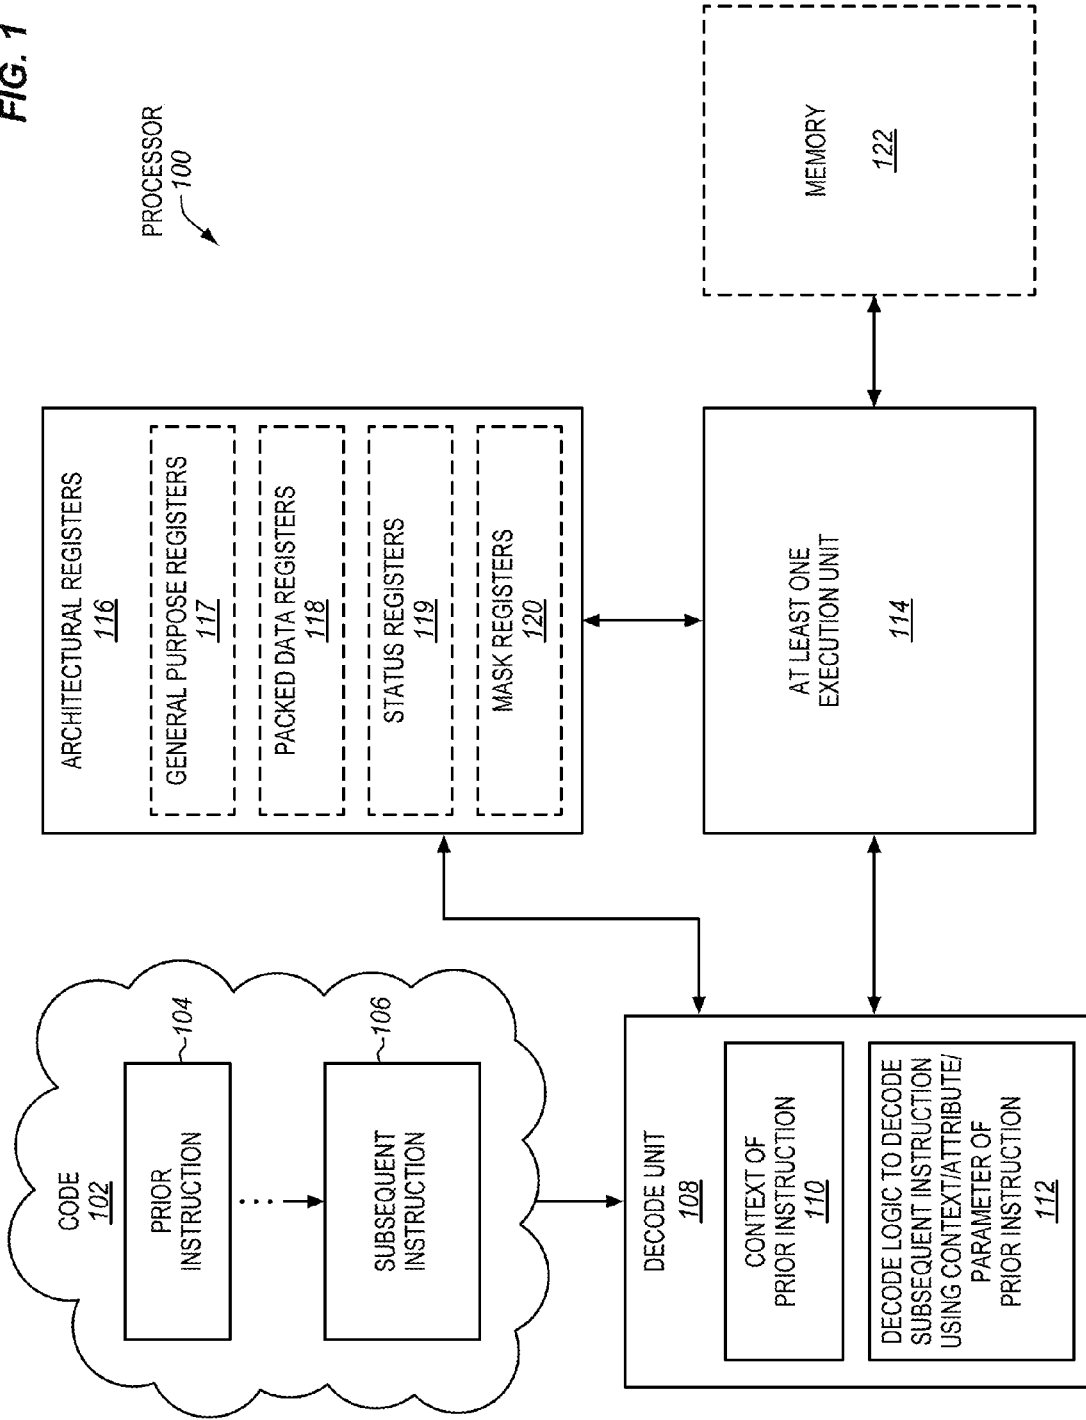 FIG. 1
PROCESSOR
100
CODE
102
PRIOR
INSTRUCTION
104
...
SUBSEQUENT
INSTRUCTION
106
DECODE UNIT
108
CONTEXT OF
PRIOR INSTRUCTION
110
DECODE LOGIC TO DECODE
SUBSEQUENT INSTRUCTION
USING CONTEXT/ATTRIBUTE/
PARAMETER OF
PRIOR INSTRUCTION
112
ARCHITECTURAL REGISTERS
116
GENERAL PURPOSE REGISTERS
117
PACKED DATA REGISTERS
118
STATUS REGISTERS
119
MASK REGISTERS
120
AT LEAST ONE
EXECUTION UNIT
114
MEMORY
122